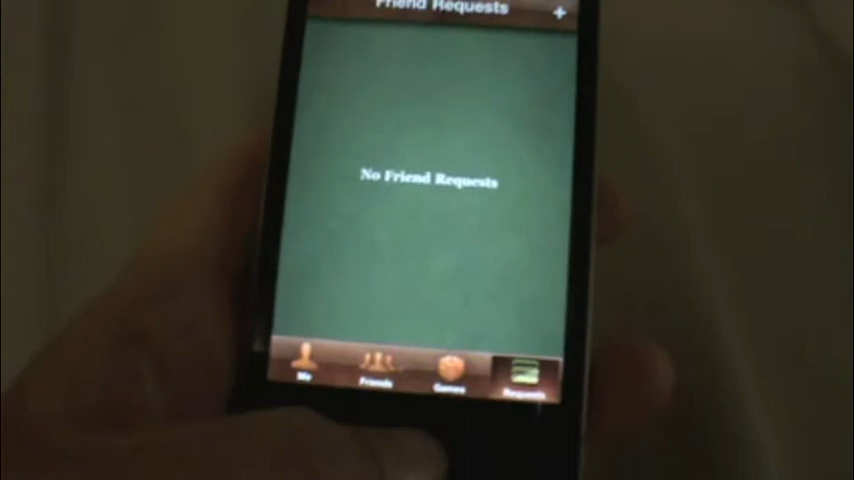 Friend Requests +
No Friend Requests
Me Friends Games Requests